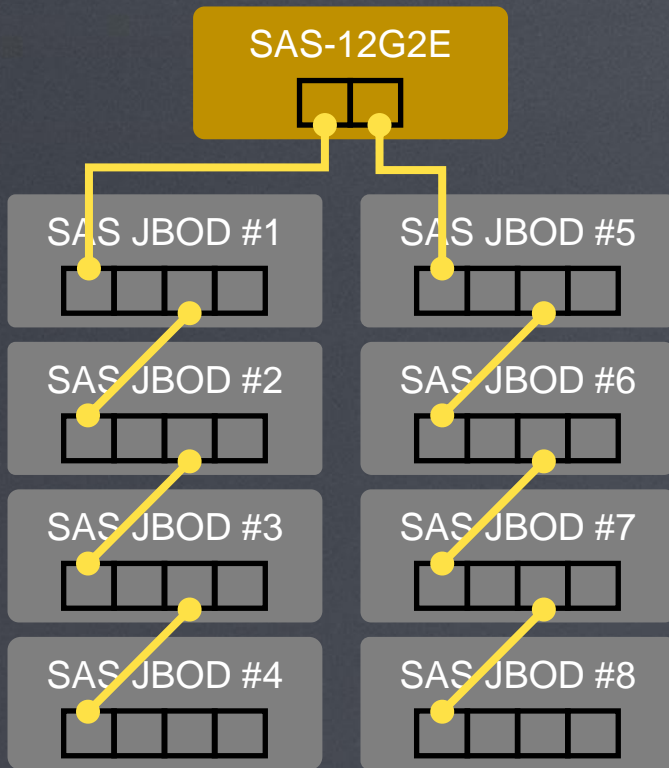 SAS-12G2E
SAS JBOD #1
SAS JBOD #5
SAS JBOD #2
SAS JBOD #6
SAS JBOD #3
SAS JBOD #7
SAS JBOD #4
SAS JBOD #8